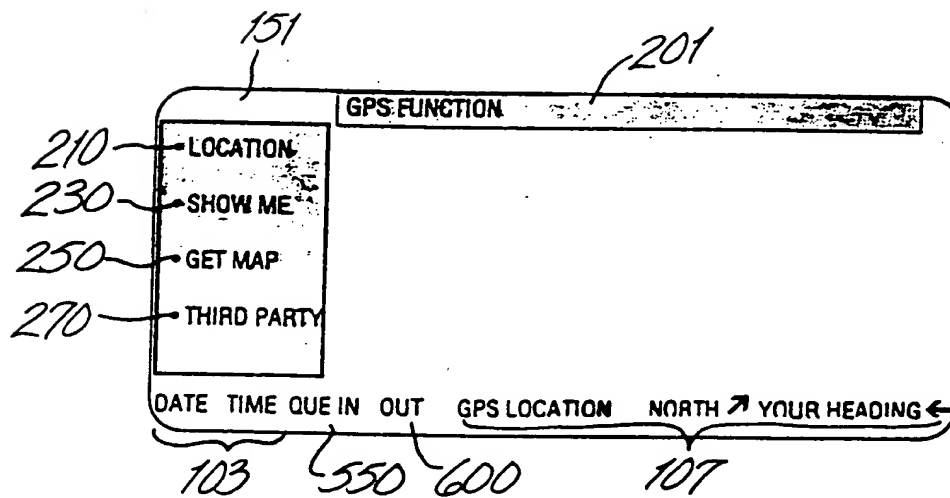 151
201
GPS FUNCTION
210 LOCATION
230 SHOW ME
250 GET MAP
270 THIRD PARTY
DATE TIME QUE IN OUT GPS LOCATION NORTH ↗ YOUR HEADING ←
103 550 600 107